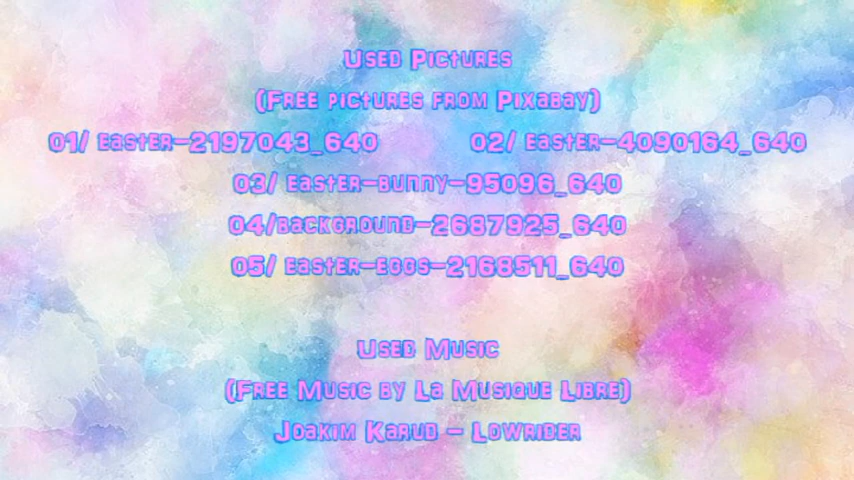 Used Pictures
(Free pictures from Pixabay)
01/ easter-2197043_640 02/ easter-4090164_640
03/ easter-bunny-95096_640
04/background-2687925_640
05/ easter-eggs-2168511_640
Used Music
(Free Music by La Musique Libre)
Joakim Karud - Lowrider